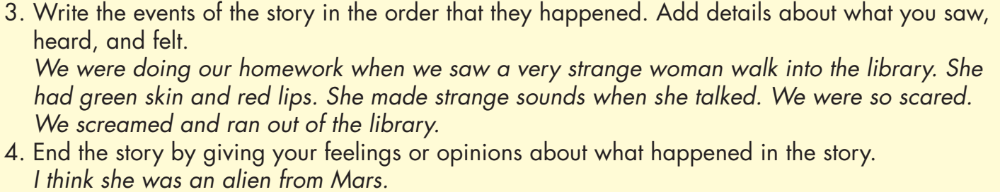 3. Write the events of the story in the order that they happened. Add details about what you saw,
heard, and felt.
We were doing our homework when we saw a very strange woman walk into the library. She
had green skin and red lips. She made strange sounds when she talked. We were so scared.
We screamed and ran out of the library.
4. End the story by giving your feelings or opinions about what happened in the story.
I think she was an alien from Mars.